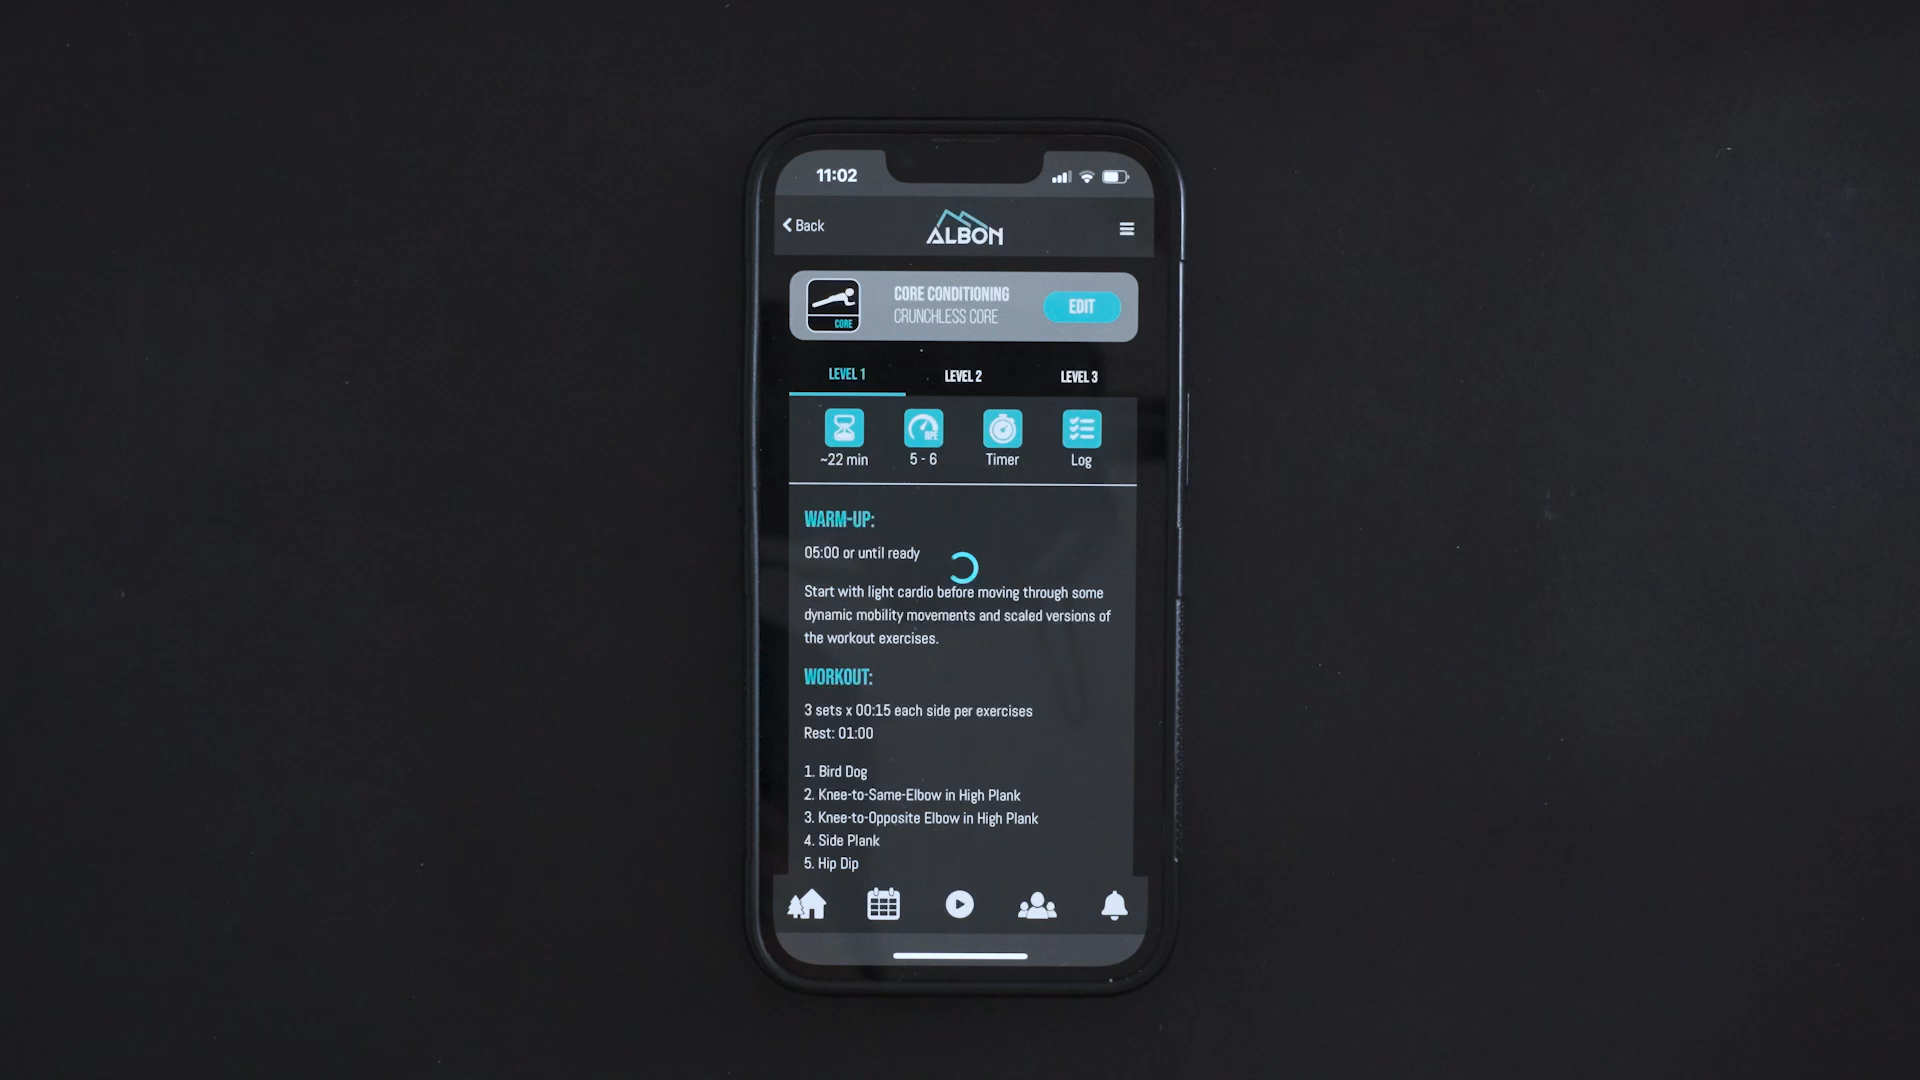 11:02
Back
ALBON
CORE CONDITIONING
CRUNCHLESS CORE
EDIT
CORE
LEVEL 1
LEVEL 2
LEVEL 3
RPE
~22 min
5 - 6
Timer
Log
WARM-UP:
05:00 or until ready
Start with light cardio before moving through some
dynamic mobility movements and scaled versions of
the workout exercises.
WORKOUT:
3 sets x 00:15 each side per exercises
Rest: 01:00
1. Bird Dog
2. Knee-to-Same-Elbow in High Plank
3. Knee-to-Opposite Elbow in High Plank
4. Side Plank
5. Hip Dip